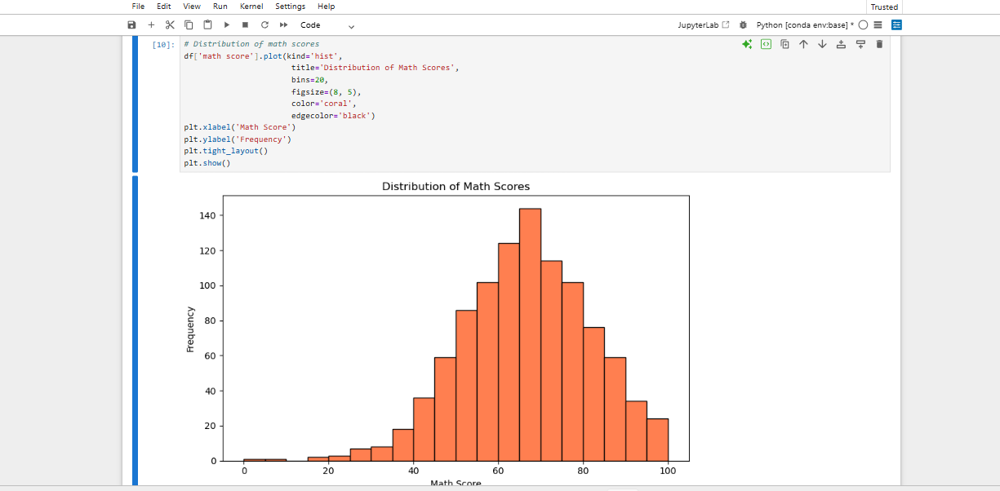 File Edit View Run Kernel Settings Help Trusted
Code JupyterLab Python [conda env:base] *
[10]: # Distribution of math scores
df['math score'].plot(kind='hist',
title='Distribution of Math Scores',
bins=20,
figsize=(8, 5),
color='coral',
edgecolor='black')
plt.xlabel('Math Score')
plt.ylabel('Frequency')
plt.tight_layout()
plt.show()
Distribution of Math Scores
140
120
100
80
60
40
20
0
Frequency
0 20 40 60 80 100
Math Score